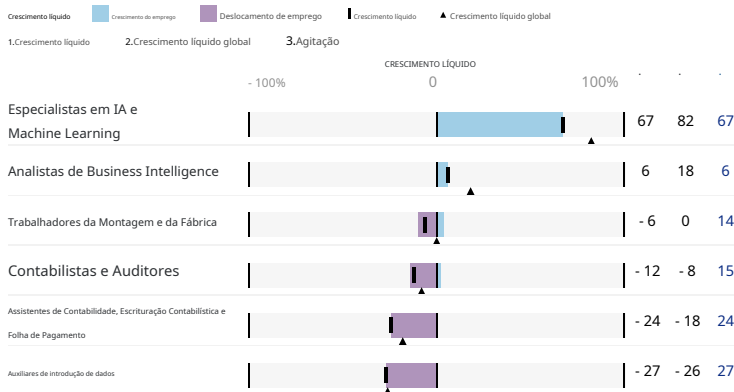 Crescimento líquido Crescimento do emprego Deslocamento de emprego Crescimento líquido Crescimento líquido global
1.Crescimento líquido 2.Crescimento líquido global 3.Agitação
CRESCIMENTO LÍQUIDO
- 100% 0 100%
Especialistas em IA e
Machine Learning
67 82 67
Analistas de Business Intelligence 6 18 6
Trabalhadores da Montagem e da Fábrica - 6 0 14
Contabilistas e Auditores - 12 - 8 15
Assistentes de Contabilidade, Escrituração Contabilística e
Folha de Pagamento
- 24 - 18 24
Auxiliares de introdução de dados - 27 - 26 27